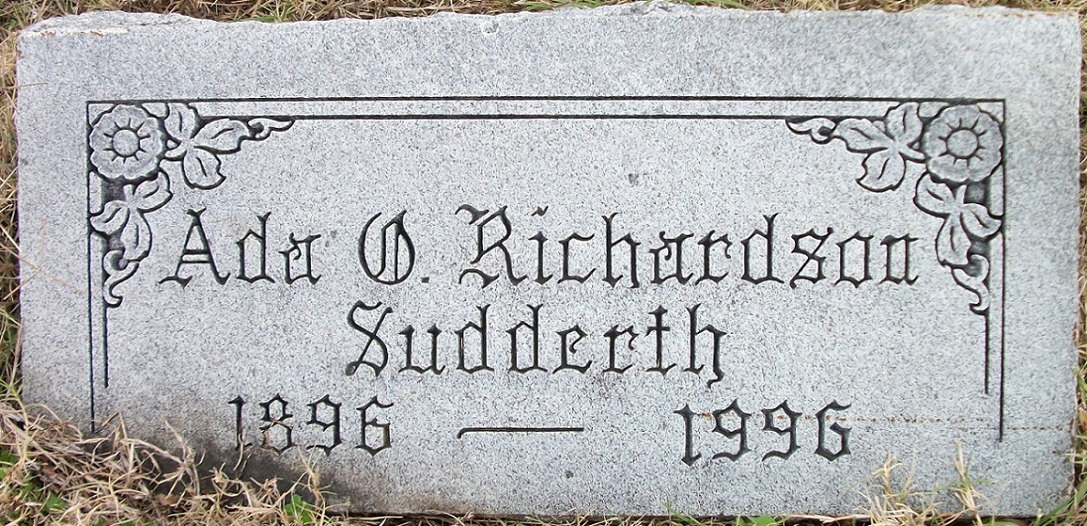 Ada O. Richardson
Sudderth
1896 — 1996